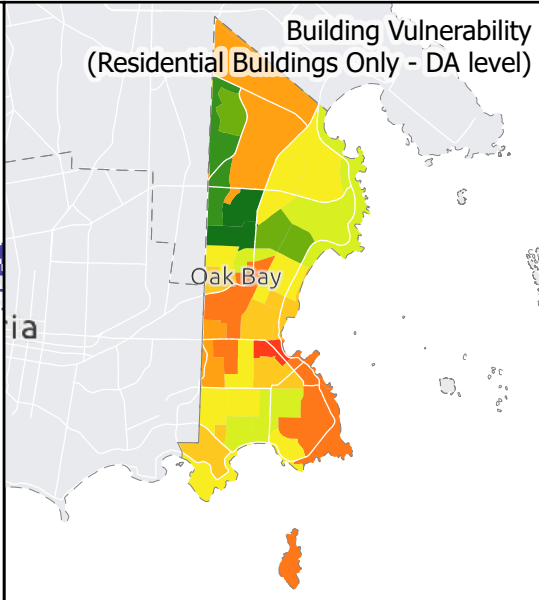 Building Vulnerability
(Residential Buildings Only - DA level)
Oak Bay
ria